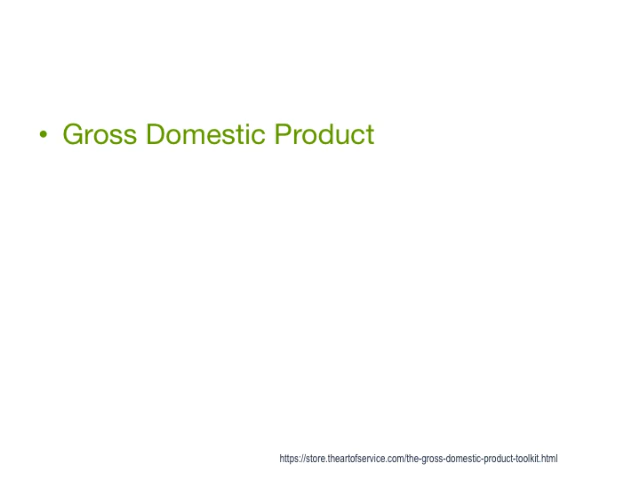 • Gross Domestic Product
https://store.theartofservice.com/the-gross-domestic-product-toolkit.html